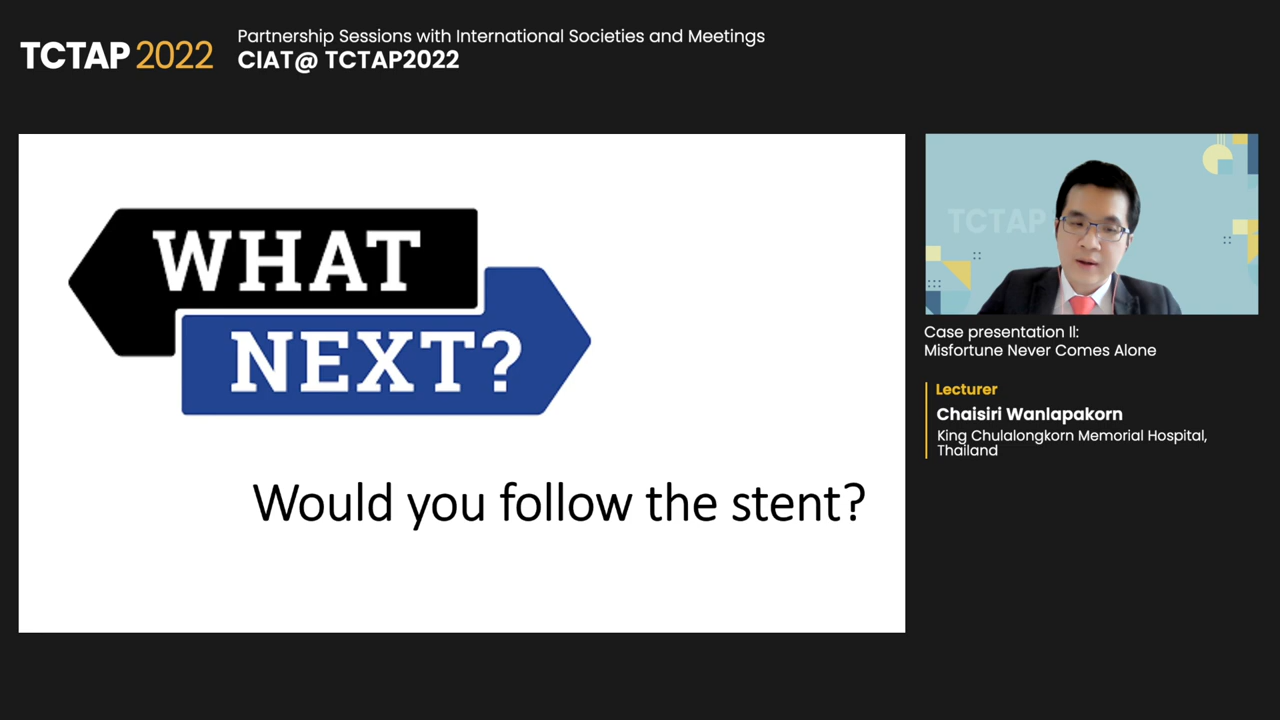 TCTAP 2022
Partnership Sessions with International Societies and Meetings
CIAT@ TCTAP2022
WHAT
NEXT?
Would you follow the stent?
TCTAP
Case presentation II:
Misfortune Never Comes Alone
Lecturer
Chaisiri Wanlapakorn
King Chulalongkorn Memorial Hospital,
Thailand